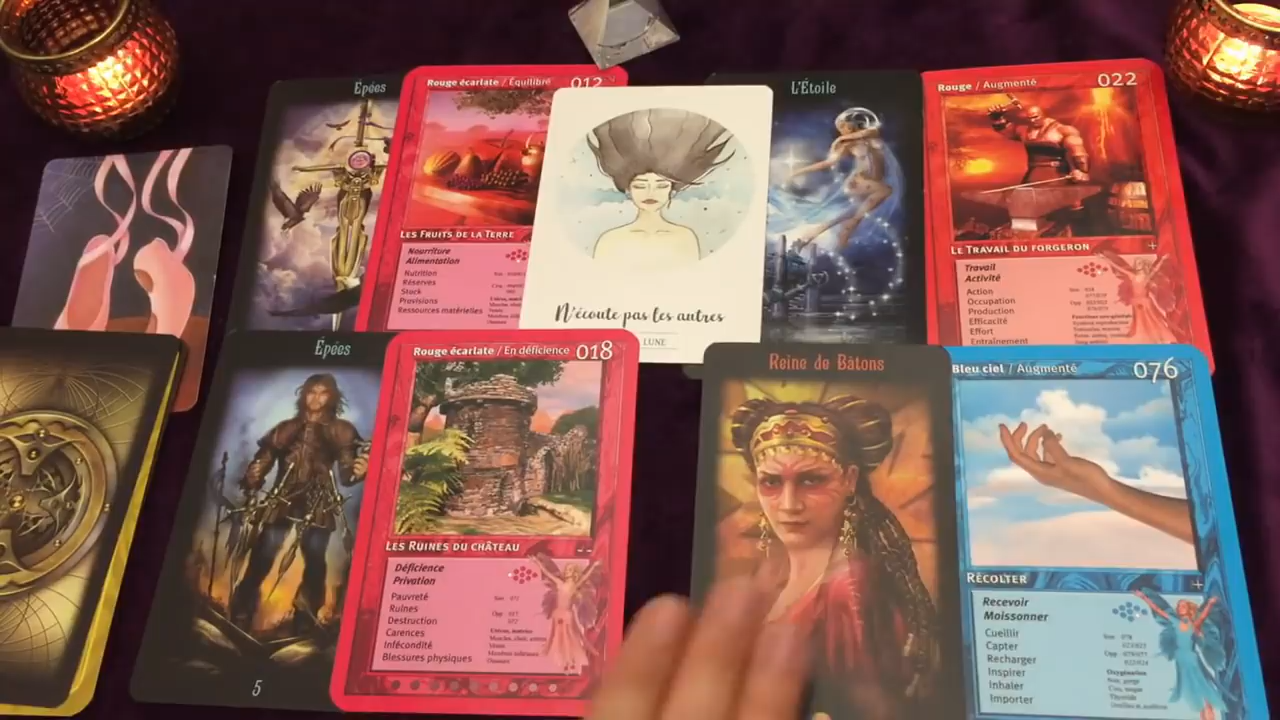 Épées
Rouge écarlate / Équilibre 012
LES FRUITS DE LA TERRE
Nourriture
Alimentation
Nutrition
Réserves
Stock
Provisions
Ressources matérielles
N'écoute pas les autres
LUNE
L'Étoile
Rouge / Augmenté 022
LE TRAVAIL DU FORGERON +
Travail
Activité
Action
Occupation
Production
Efficacité
Effort
Entraînement
Épées
5
Rouge écarlate / En déficience 018
LES RUINES DU CHÂTEAU --
Déficience
Privation
Pauvreté
Ruines
Destruction
Carences
Infécondité
Blessures physiques
Reine de Bâtons
Bleu ciel / Augmenté 076
RÉCOLTER +
Recevoir
Moissonner
Cueillir
Capter
Recharger
Inspirer
Inhaler
Importer